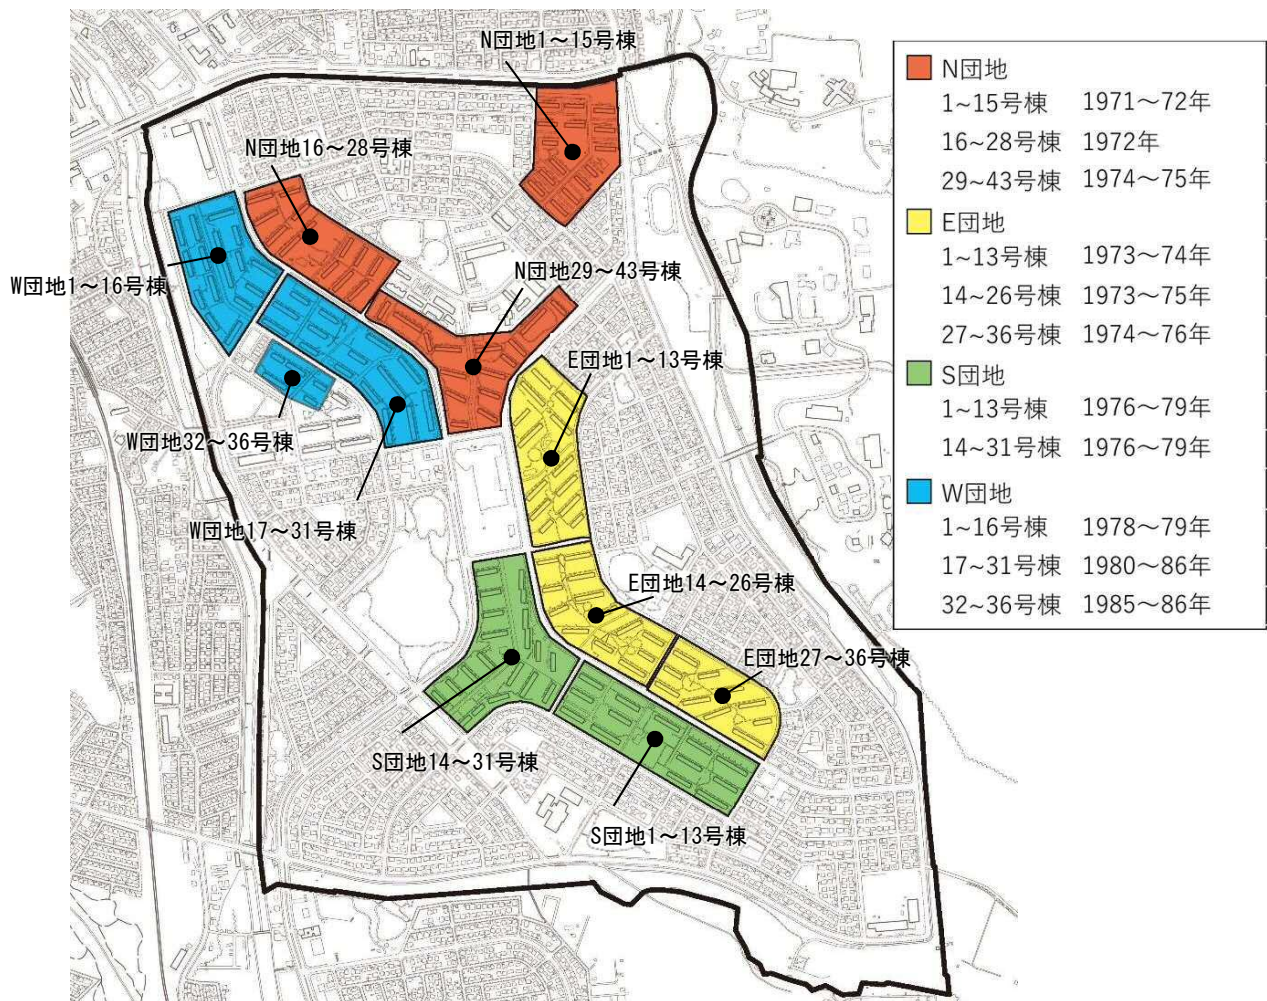 N団地1～15号棟
N団地16～28号棟
W団地1～16号棟
N団地29～43号棟
E団地1～13号棟
W団地32～36号棟
W団地17～31号棟
E団地14～26号棟
E団地27～36号棟
S団地14～31号棟
S団地1～13号棟
N団地
1~15号棟 1971～72年
16~28号棟 1972年
29~43号棟 1974～75年
E団地
1~13号棟 1973～74年
14~26号棟 1973～75年
27~36号棟 1974～76年
S団地
1~13号棟 1976～79年
14~31号棟 1976～79年
W団地
1~16号棟 1978～79年
17~31号棟 1980～86年
32~36号棟 1985～86年